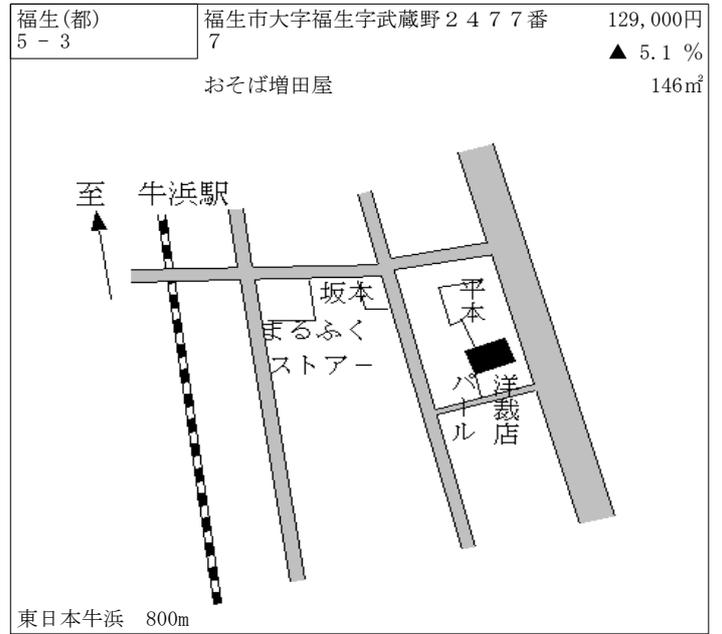 福生(都)
5 - 3
福生市大字福生字武蔵野２４７７番
７
おそば増田屋
129,000円
▲ 5.1 %
146㎡
至　牛浜駅
坂本
まるふく
ストアー
平本
パール
洋裁店
東日本牛浜　800m